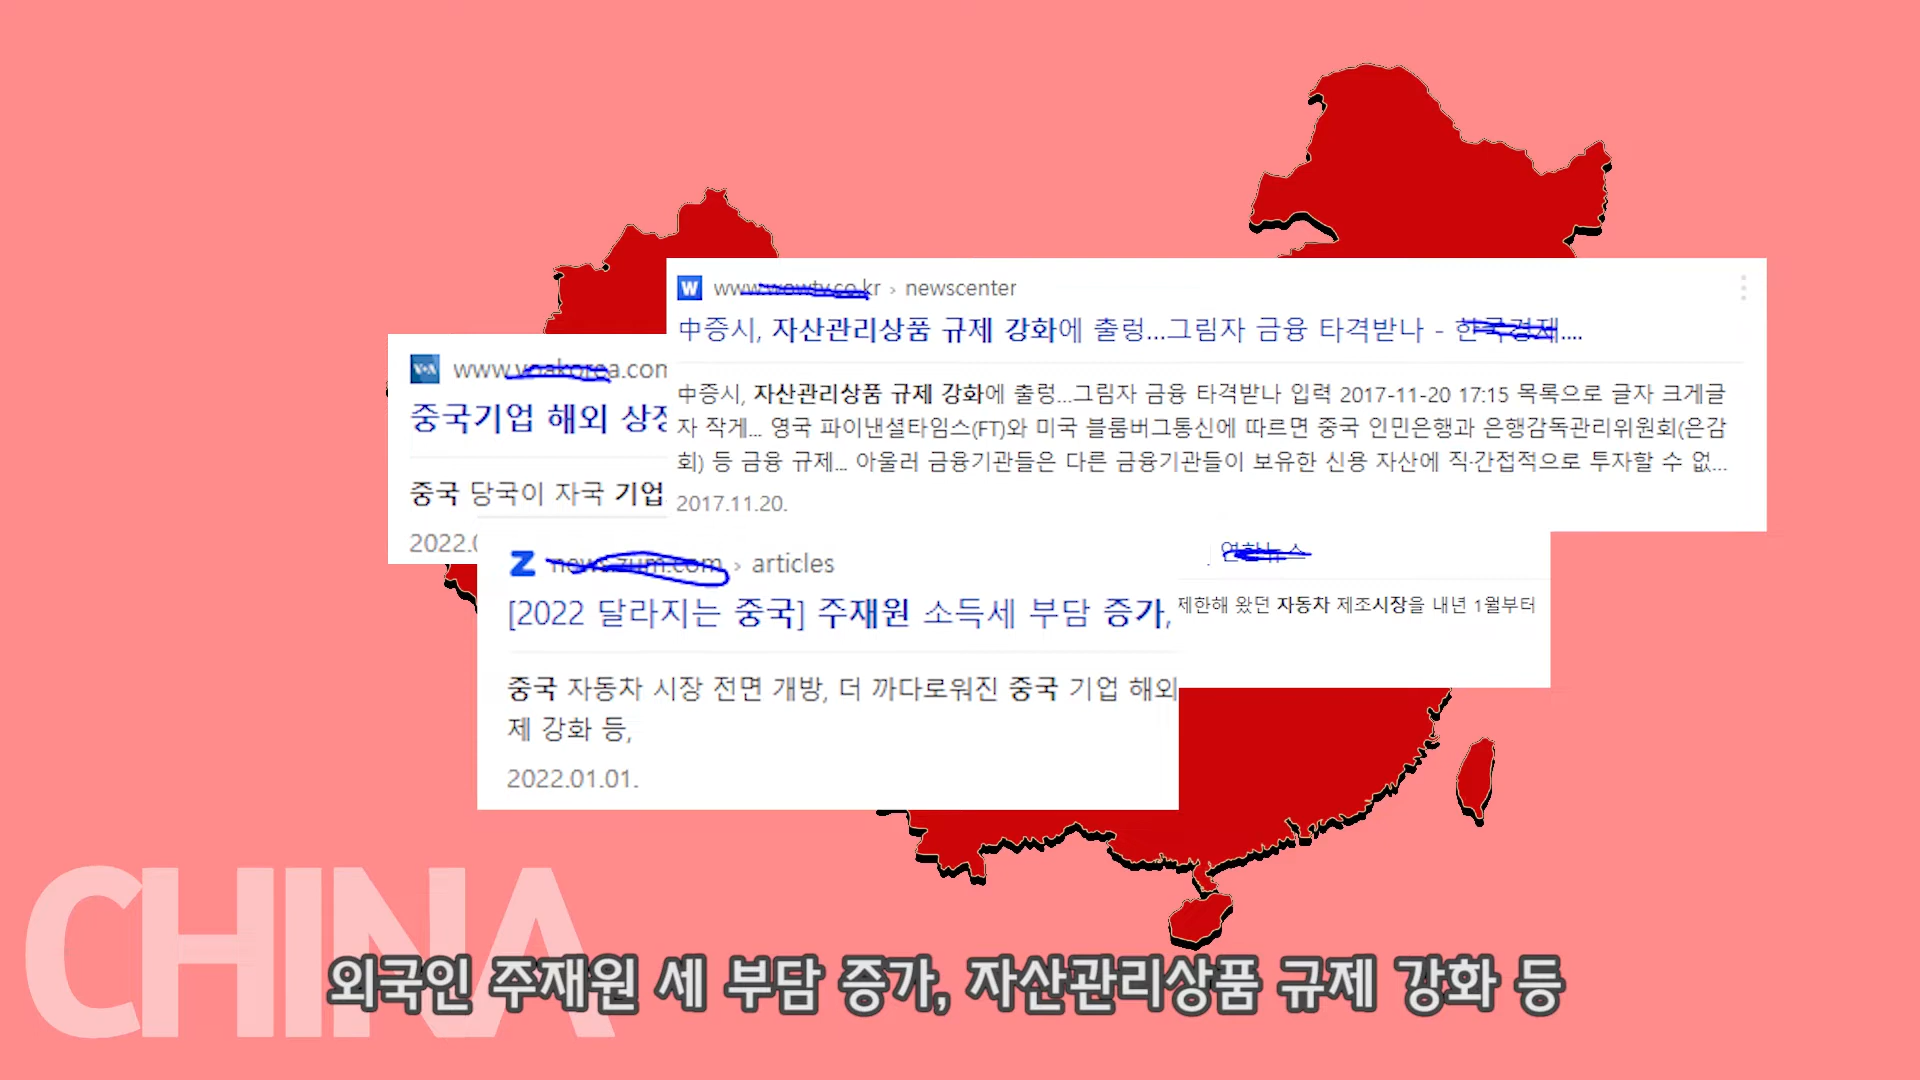 W www.wowtv.co.kr › newscenter
中증시, 자산관리상품 규제 강화에 출렁...그림자 금융 타격받나 - 한국경제....
中증시, 자산관리상품 규제 강화에 출렁...그림자 금융 타격받나 입력 2017-11-20 17:15 목록으로 글자 크게글
자 작게... 영국 파이낸셜타임스(FT)와 미국 블룸버그통신에 따르면 중국 인민은행과 은행감독관리위원회(은감
회) 등 금융 규제... 아울러 금융기관들은 다른 금융기관들이 보유한 신용 자산에 직·간접적으로 투자할 수 없...
2017.11.20.
VOA www.voakorea.com
중국기업 해외 상장
중국 당국이 자국 기업
2022.0
Z news.zum.com › articles
[2022 달라지는 중국] 주재원 소득세 부담 증가,
중국 자동차 시장 전면 개방, 더 까다로워진 중국 기업 해외
제 강화 등,
2022.01.01.
연합뉴스
제한해 왔던 자동차 제조시장을 내년 1월부터
CHINA
외국인 주재원 세 부담 증가, 자산관리상품 규제 강화 등